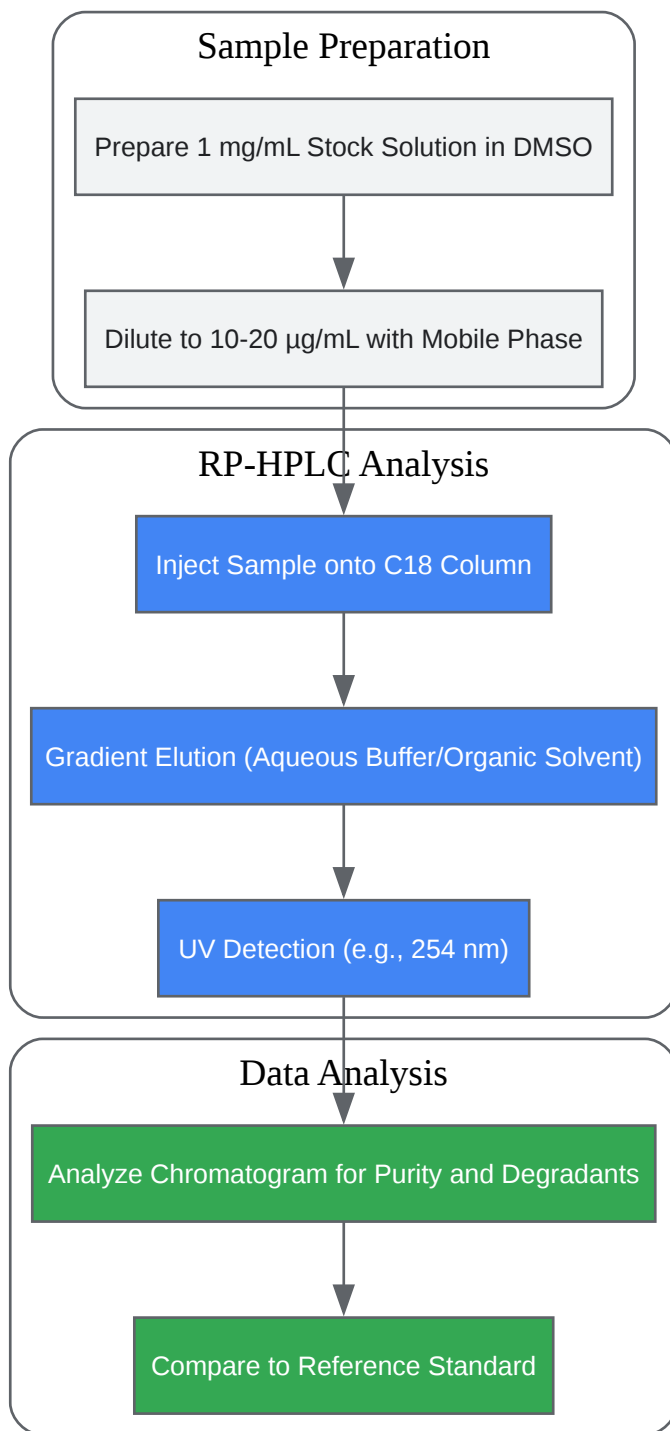 Sample Preparation
Prepare 1 mg/mL Stock Solution in DMSO
Dilute to 10-20 µg/mL with Mobile Phase
RP-HPLC Analysis
Inject Sample onto C18 Column
Gradient Elution (Aqueous Buffer/Organic Solvent)
UV Detection (e.g., 254 nm)
Data Analysis
Analyze Chromatogram for Purity and Degradants
Compare to Reference Standard